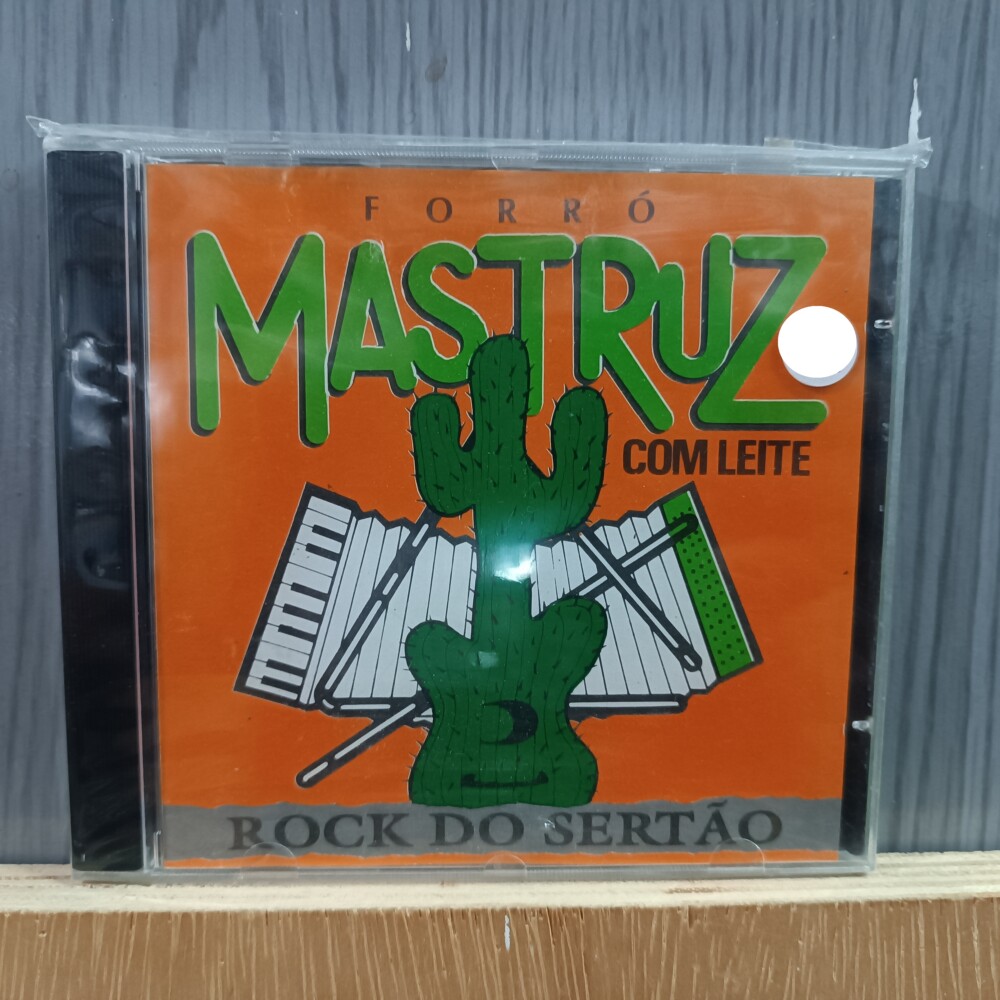 FORRÓ
MASTRUZ
COM LEITE
ROCK DO SERTÃO